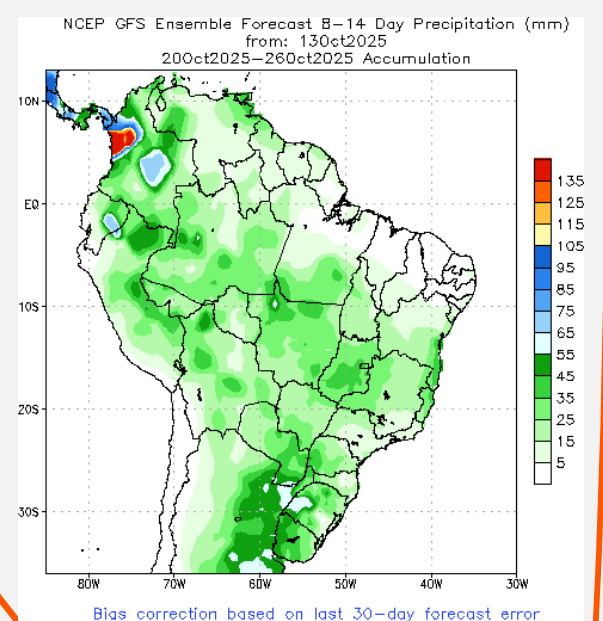 NCEP GFS Ensemble Forecast 8-14 Day Precipitation (mm)
from: 13Oct2025
20Oct2025-26Oct2025 Accumulation
10N
EQ
10S
20S
30S
80W 70W 60W 50W 40W 30W
135
125
115
105
95
85
75
65
55
45
35
25
15
5
Bias correction based on last 30-day forecast error